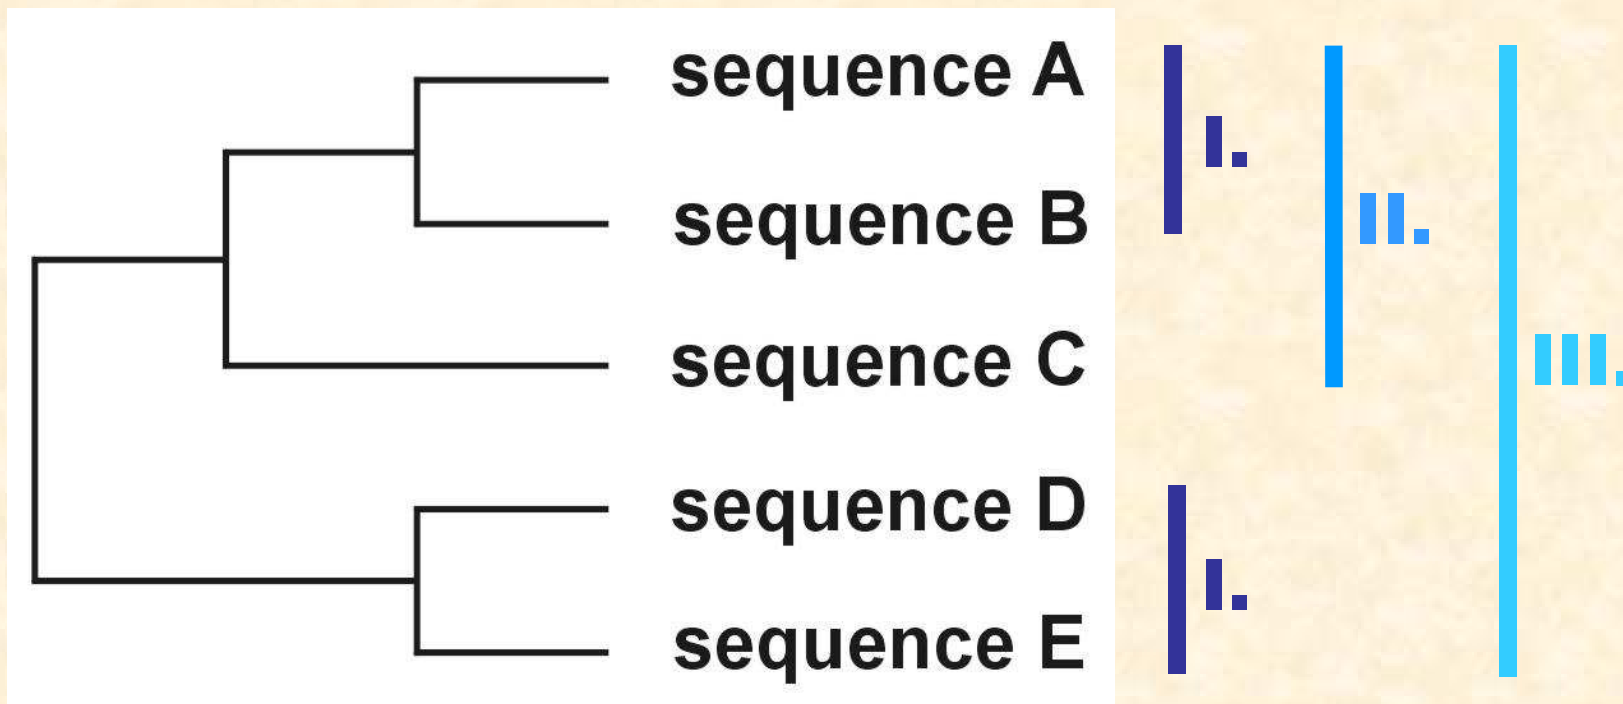 sequence A
I.
sequence B
II.
sequence C
III.
sequence D
sequence E
I.